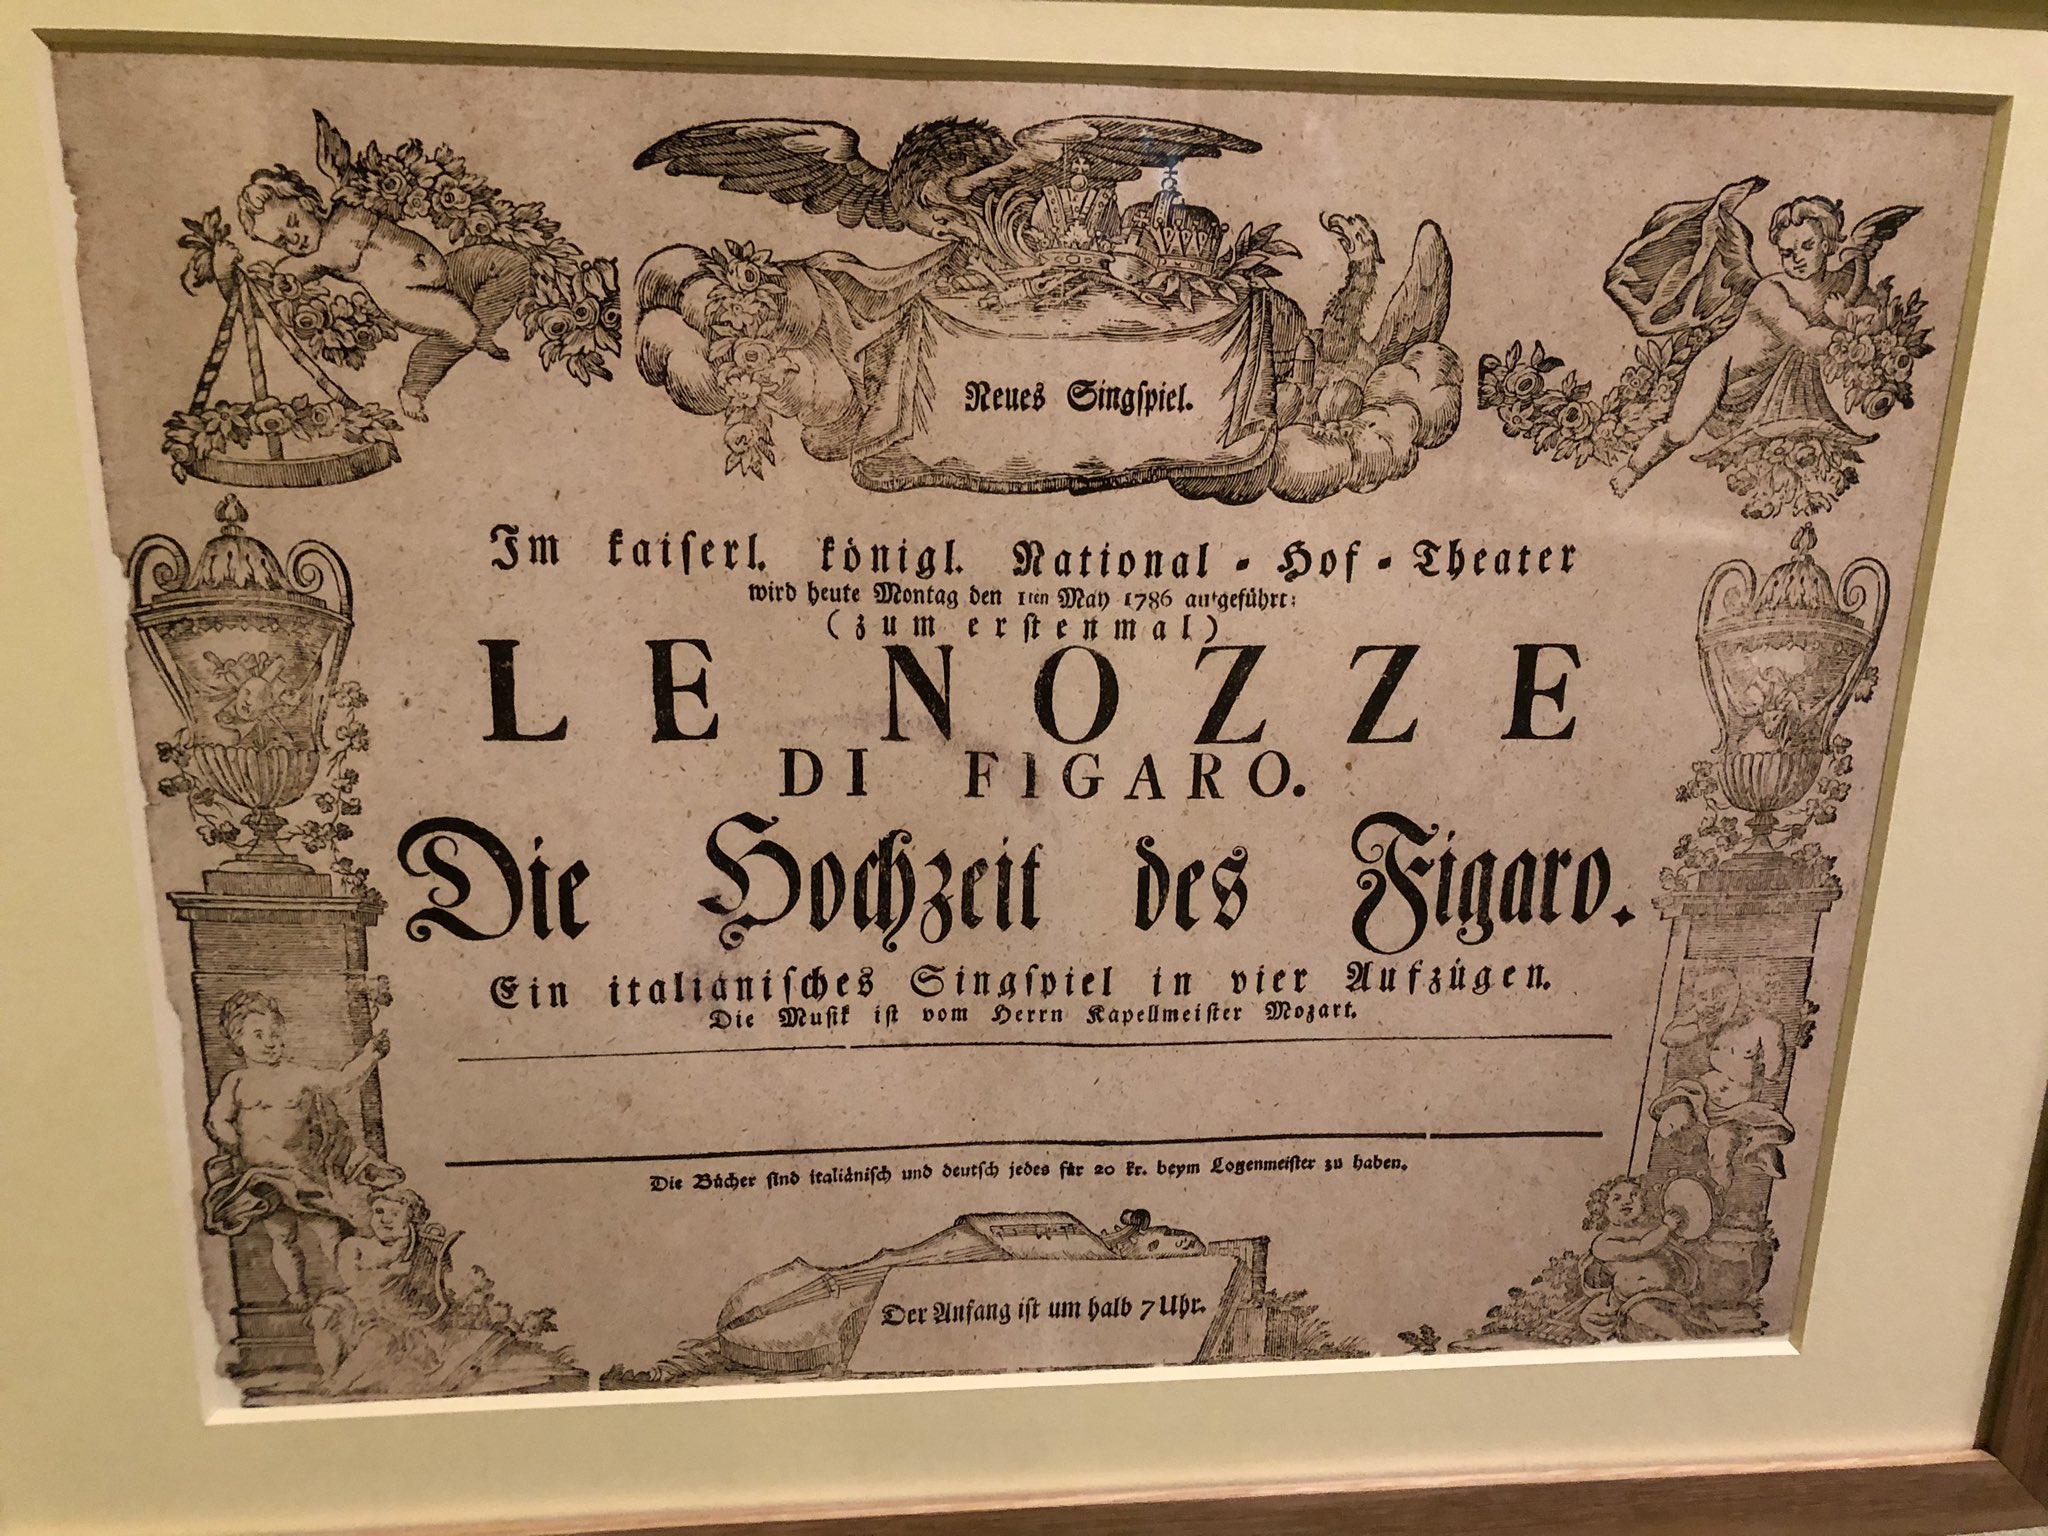 Neues Singſpiel.
Im kaiſerl. königl. National-Hof-Theater
wird heute Montag den 1ten May 1786 aufgeführt:
(zum erſtenmal)
LE NOZZE
DI FIGARO.
Die Hochzeit des Figaro.
Ein italiäniſches Singſpiel in vier Aufzügen.
Die Muſik iſt vom Herrn Kapellmeiſter Mozart.
Die Bücher ſind italiäniſch und deutſch jedes für 20 kr. beym Logenmeiſter zu haben.
Der Anfang iſt um halb 7 Uhr.